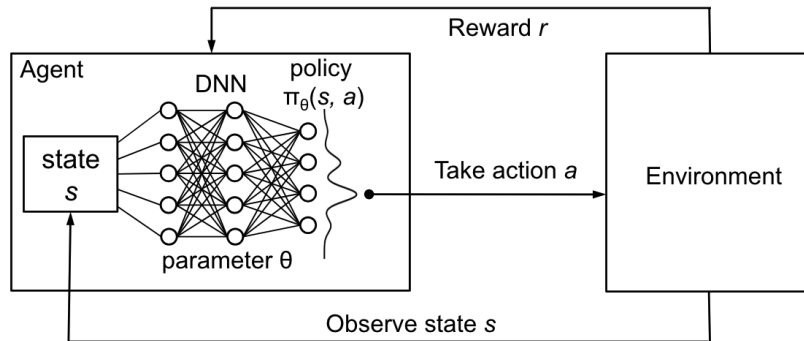 Reward r
Agent
DNN
policy
πθ(s, a)
state
s
Take action a
Environment
parameter θ
Observe state s